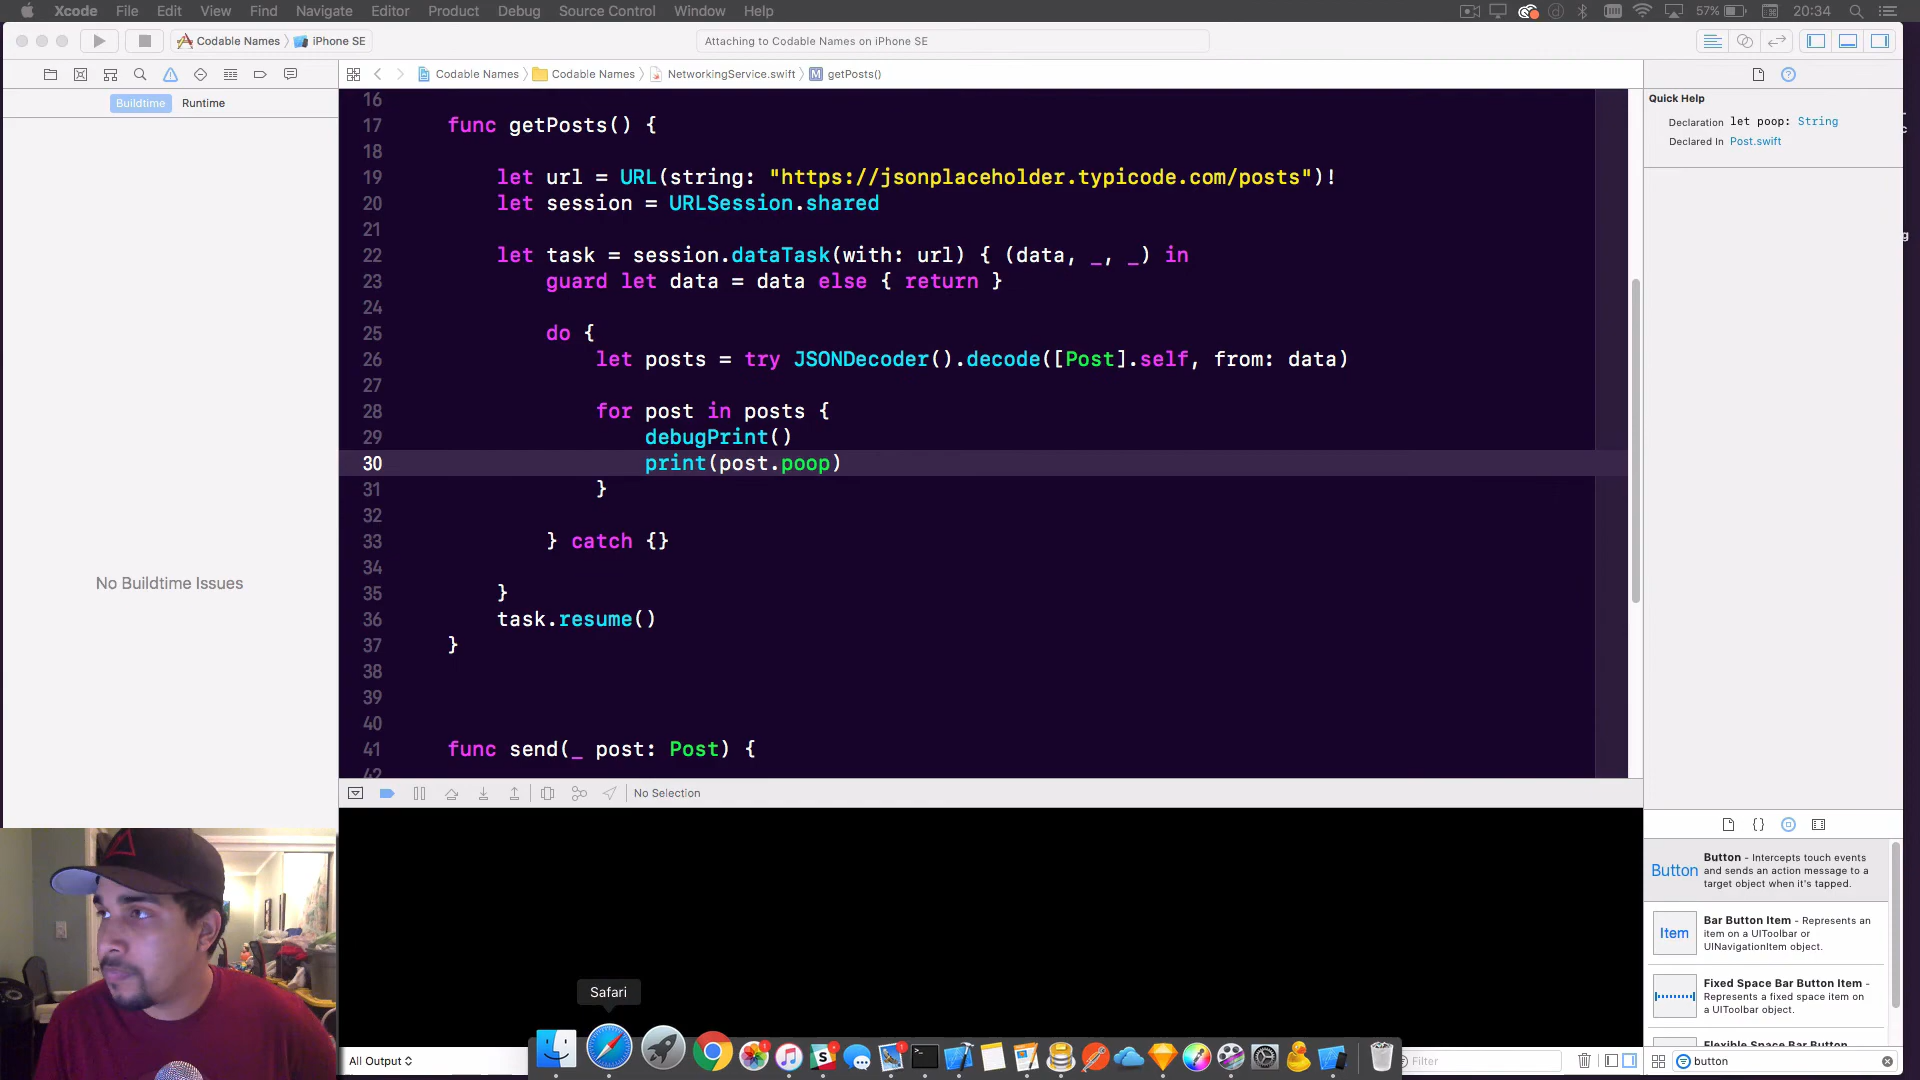 Xcode File Edit View Find Navigate Editor Product Debug Source Control Window Help
57% 20:34
Codable Names iPhone SE
Attaching to Codable Names on iPhone SE
Codable Names Codable Names NetworkingService.swift M getPosts()
Buildtime Runtime
No Buildtime Issues
16
17 func getPosts() {
18
19 let url = URL(string: "https://jsonplaceholder.typicode.com/posts")!
20 let session = URLSession.shared
21
22 let task = session.dataTask(with: url) { (data, _, _) in
23 guard let data = data else { return }
24
25 do {
26 let posts = try JSONDecoder().decode([Post].self, from: data)
27
28 for post in posts {
29 debugPrint()
30 print(post.poop)
31 }
32
33 } catch {}
34
35 }
36 task.resume()
37 }
38
39
40
41 func send(_ post: Post) {
42
No Selection
Safari
All Output
Filter
Quick Help
Declaration let poop: String
Declared In Post.swift
Button
Button - Intercepts touch events and sends an action message to a target object when it's tapped.
Item
Bar Button Item - Represents an item on a UIToolbar or UINavigationItem object.
Fixed Space Bar Button Item - Represents a fixed space item on a UIToolbar object.
Flexible Space Bar Button
button